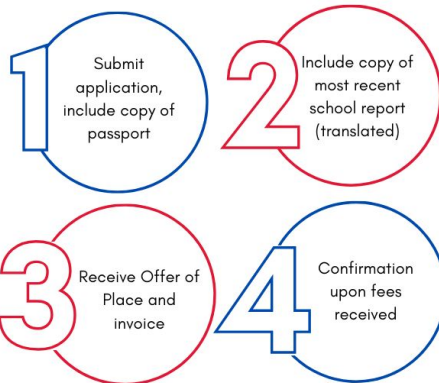 1
Submit
application,
include copy of
passport
2
Include copy of
most recent
school report
(translated)
3
Receive Offer of
Place and
invoice
4
Confirmation
upon fees
received